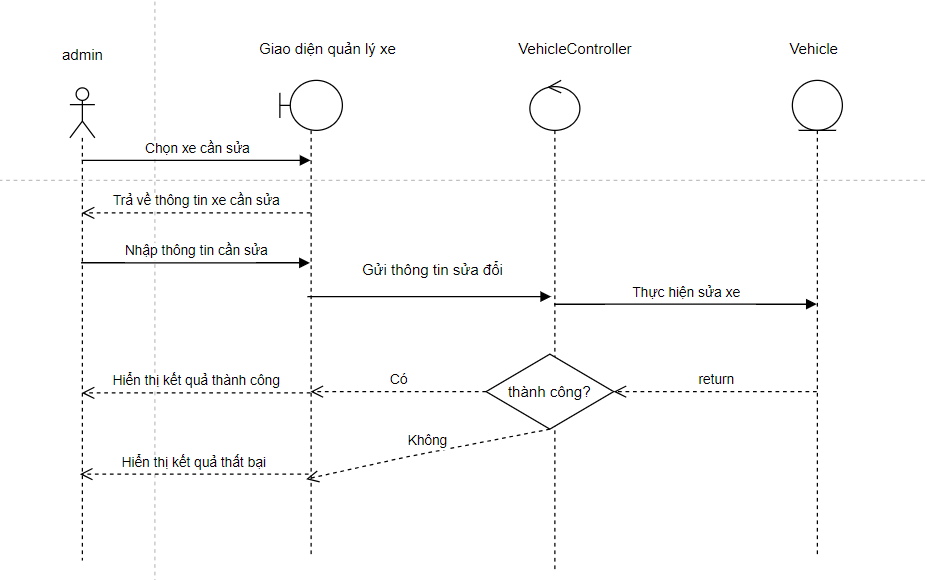 admin
Giao diện quản lý xe
VehicleController
Vehicle
Chọn xe cần sửa
Trả về thông tin xe cần sửa
Nhập thông tin cần sửa
Gửi thông tin sửa đổi
Thực hiện sửa xe
Hiển thị kết quả thành công
Có
thành công?
return
Không
Hiển thị kết quả thất bại